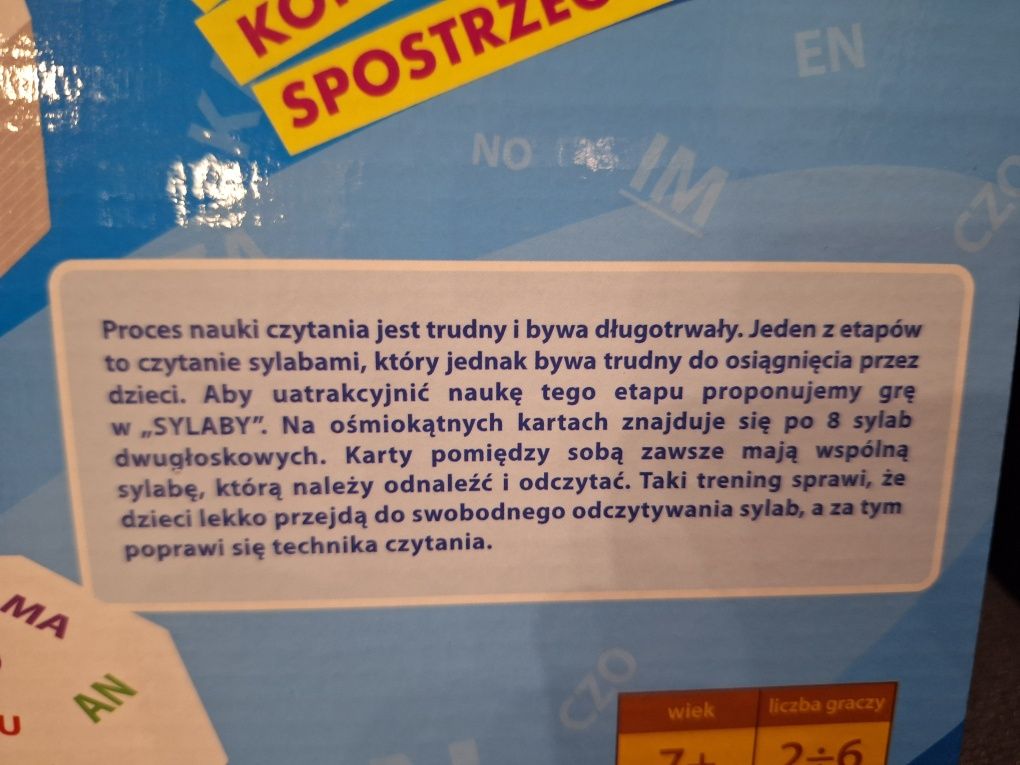 SPOSTRZEG
EN
NO
IM
CZO
Proces nauki czytania jest trudny i bywa długotrwały. Jeden z etapów
to czytanie sylabami, który jednak bywa trudny do osiągnięcia przez
dzieci. Aby uatrakcyjnić naukę tego etapu proponujemy grę
w „SYLABY”. Na ośmiokątnych kartach znajduje się po 8 sylab
dwugłoskowych. Karty pomiędzy sobą zawsze mają wspólną
sylabę, którą należy odnaleźć i odczytać. Taki trening sprawi, że
dzieci lekko przejdą do swobodnego odczytywania sylab, a za tym
poprawi się technika czytania.
MA
AN
U
CZO
wiek liczba graczy
7+ 2÷6